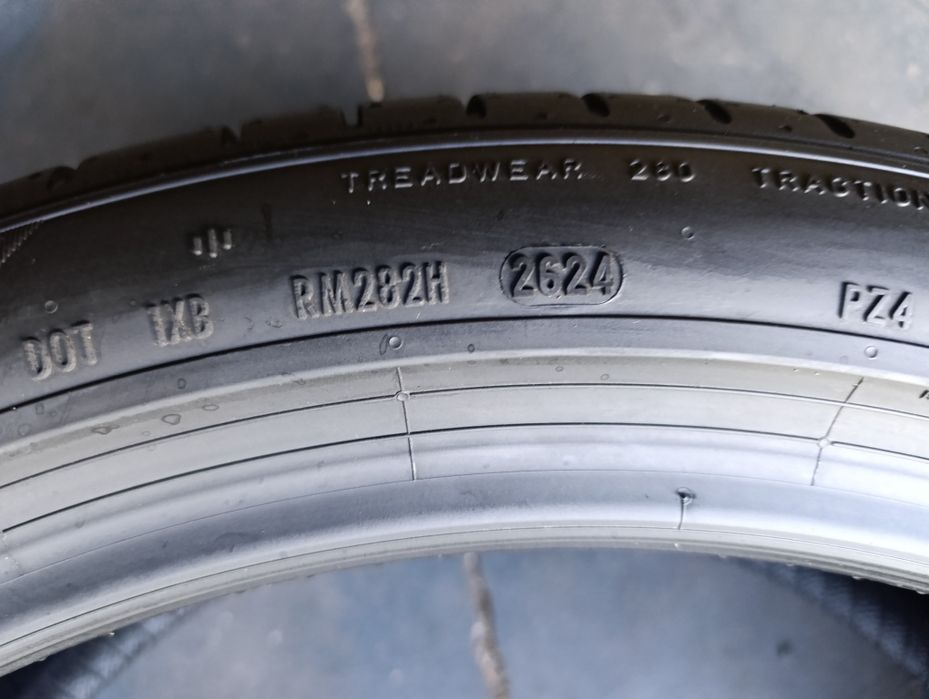 TREADWEAR 280 TRACTION
DOT 1XB RM282H 2624 PZ4